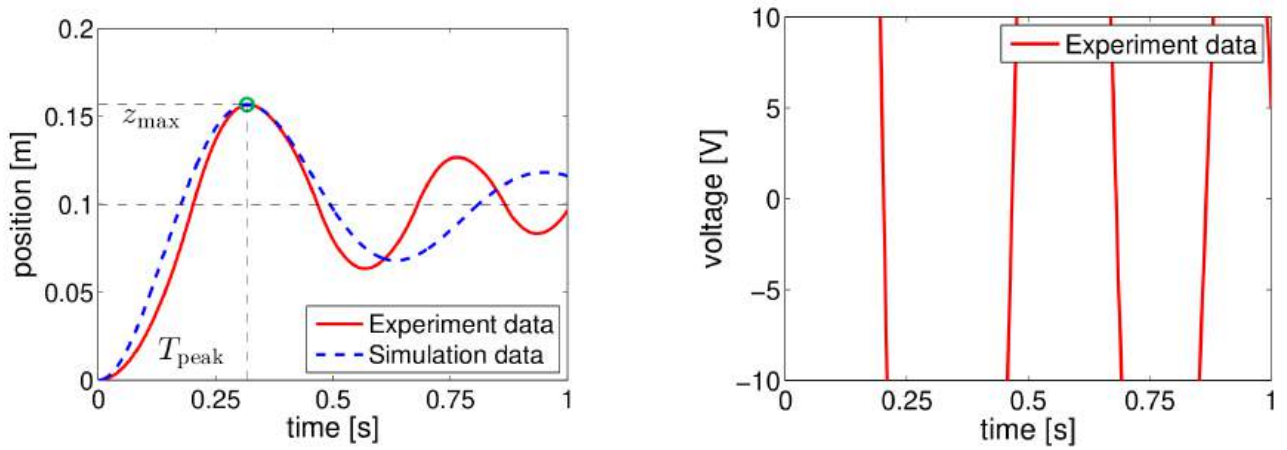 0.2
0.15
0.1
0.05
0
position [m]
z_max
T_peak
Experiment data
Simulation data
0
0.25
0.5
0.75
1
time [s]
10
5
0
−5
−10
voltage [V]
Experiment data
0
0.25
0.5
0.75
1
time [s]